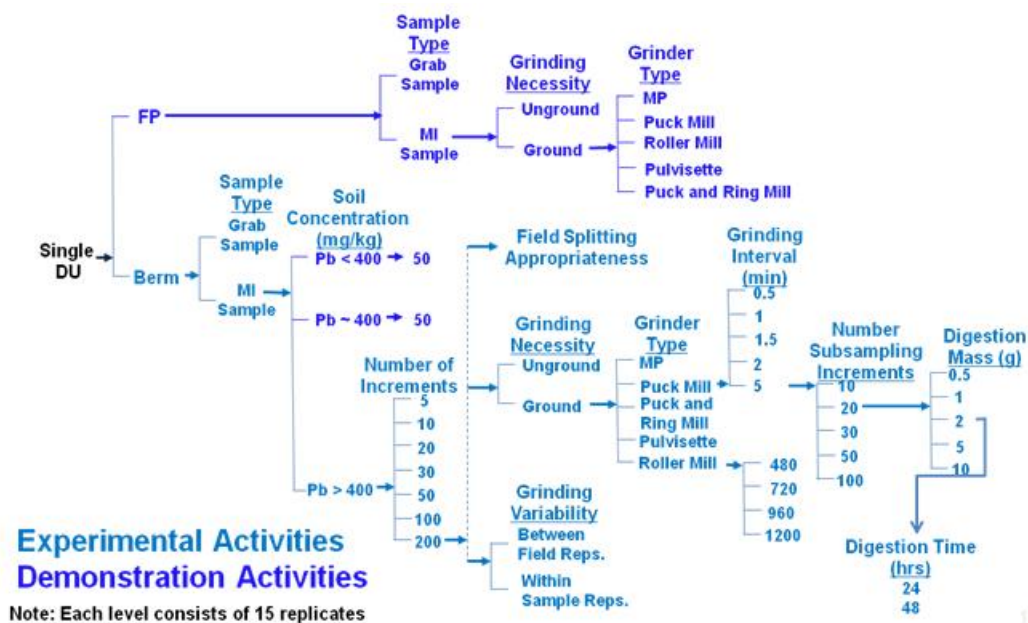 Sample
Type
Grab
Sample
MI
Sample
Grinding
Necessity
Unground
Ground
Grinder
Type
MP
Puck Mill
Roller Mill
Pulvisette
Puck and Ring Mill
FP
Single
DU
Berm
Sample
Type
Grab
Sample
MI
Sample
Soil
Concentration
(mg/kg)
Pb < 400 50
Pb ~ 400 50
Pb > 400
Number of
Increments
5
10
20
30
50
100
200
Field Splitting
Appropriateness
Grinding
Necessity
Unground
Ground
Grinder
Type
MP
Puck Mill
Puck and
Ring Mill
Pulvisette
Roller Mill
Grinding
Interval
(min)
0.5
1
1.5
2
5
480
720
960
1200
Number
Subsampling
Increments
10
20
30
50
100
Digestion
Mass (g)
0.5
1
2
5
10
Digestion Time
(hrs)
24
48
Grinding
Variability
Between
Field Reps.
Within
Sample Reps.
Experimental Activities
Demonstration Activities
Note: Each level consists of 15 replicates